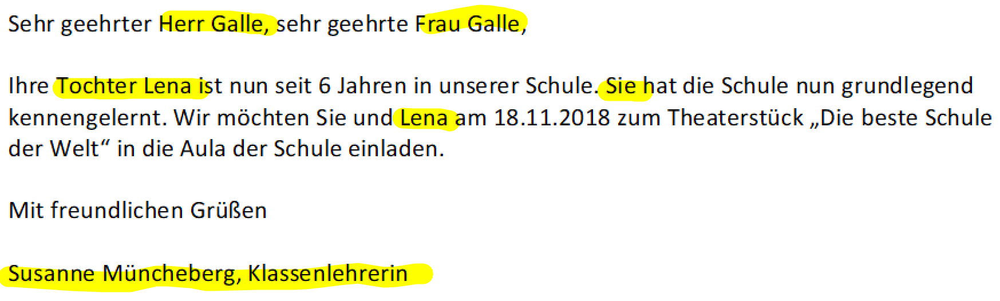 Sehr geehrter Herr Galle, sehr geehrte Frau Galle,
Ihre Tochter Lena ist nun seit 6 Jahren in unserer Schule. Sie hat die Schule nun grundlegend
kennengelernt. Wir möchten Sie und Lena am 18.11.2018 zum Theaterstück „Die beste Schule
der Welt“ in die Aula der Schule einladen.
Mit freundlichen Grüßen
Susanne Müncheberg, Klassenlehrerin